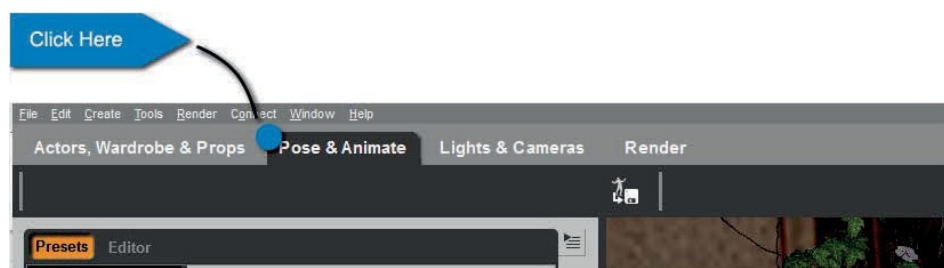 Click Here
File Edit Create Tools Render Connect Window Help
Actors, Wardrobe & Props Pose & Animate Lights & Cameras Render
Presets Editor